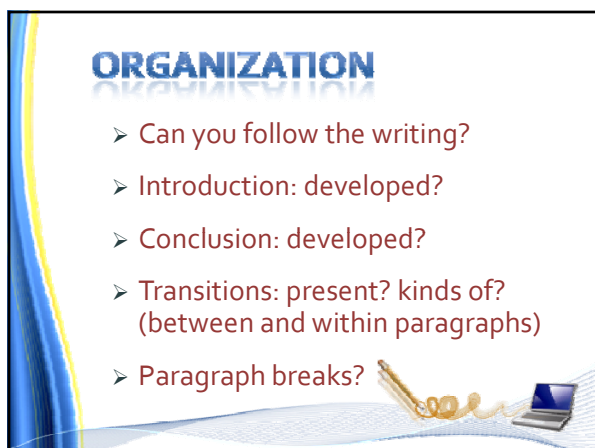 ORGANIZATION
➢ Can you follow the writing?
➢ Introduction: developed?
➢ Conclusion: developed?
➢ Transitions: present? kinds of?
(between and within paragraphs)
➢ Paragraph breaks?